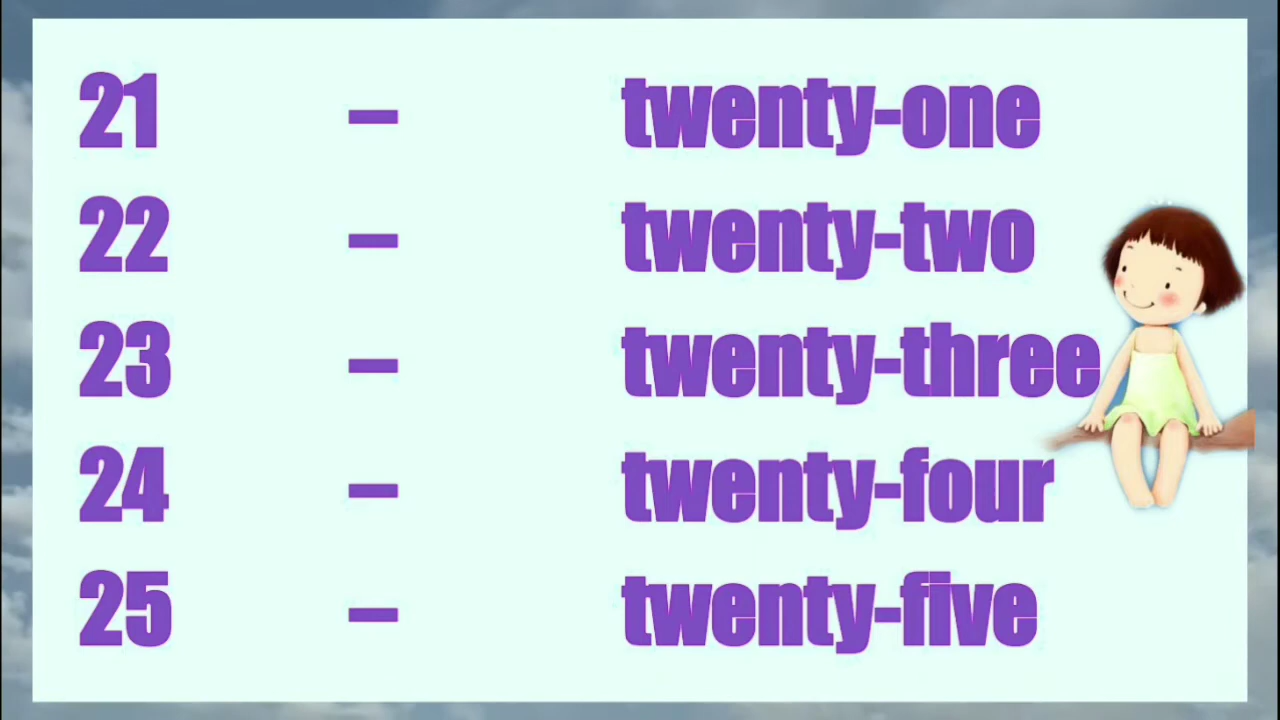 21 – twenty-one
22 – twenty-two
23 – twenty-three
24 – twenty-four
25 – twenty-five